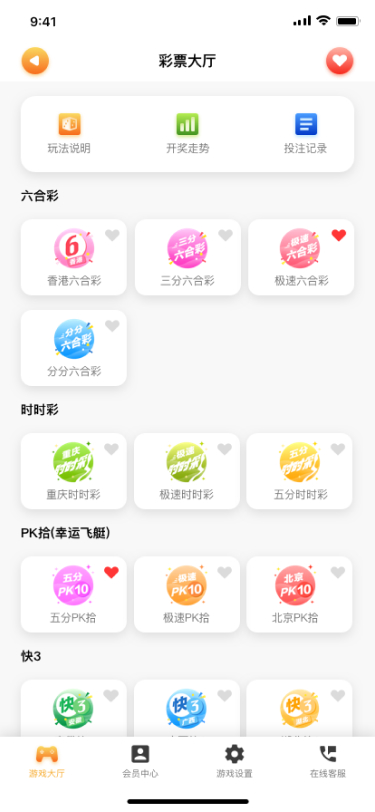 9:41
彩票大厅
玩法说明 开奖走势 投注记录
六合彩
6
香港
三分
六合彩
极速
六合彩
香港六合彩 三分六合彩 极速六合彩
分分
六合彩
分分六合彩
时时彩
重庆
时时彩
极速
时时彩
五分
时时彩
重庆时时彩 极速时时彩 五分时时彩
PK拾(幸运飞艇)
五分
PK10
极速
PK10
北京
PK10
五分PK拾 极速PK拾 北京PK拾
快3
快3
快3
广西
快3
游戏大厅 会员中心 游戏设置 在线客服